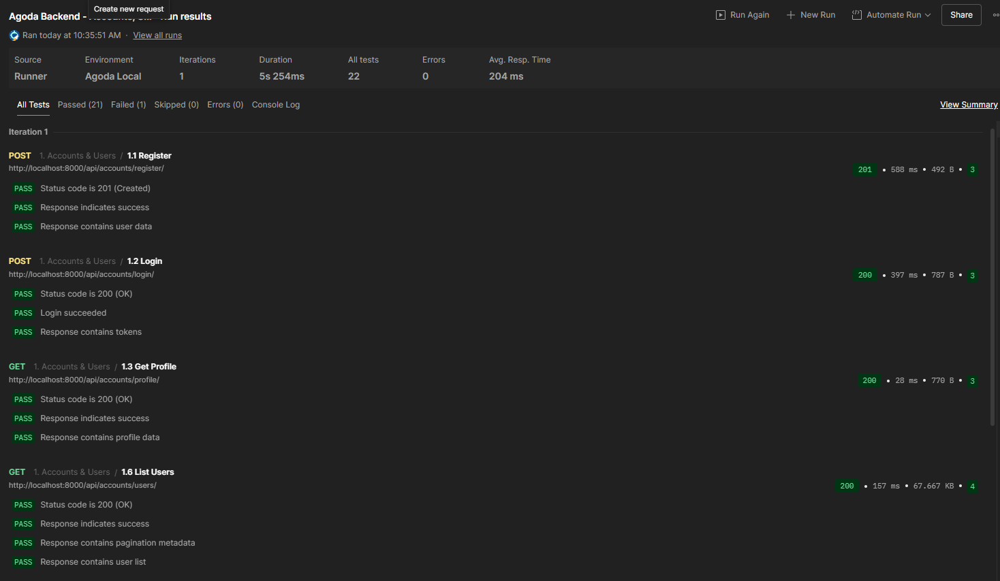 Create new request
Agoda Backend - run results
Ran today at 10:35:51 AM · View all runs
Run Again
New Run
Automate Run
Share
Source Environment Iterations Duration All tests Errors Avg. Resp. Time
Runner Agoda Local 1 5s 254ms 22 0 204 ms
All Tests Passed (21) Failed (1) Skipped (0) Errors (0) Console Log View Summary
Iteration 1
POST 1. Accounts & Users / 1.1 Register
http://localhost:8000/api/accounts/register/
201 • 588 ms • 492 B • 3
PASS Status code is 201 (Created)
PASS Response indicates success
PASS Response contains user data
POST 1. Accounts & Users / 1.2 Login
http://localhost:8000/api/accounts/login/
200 • 397 ms • 787 B • 3
PASS Status code is 200 (OK)
PASS Login succeeded
PASS Response contains tokens
GET 1. Accounts & Users / 1.3 Get Profile
http://localhost:8000/api/accounts/profile/
200 • 28 ms • 770 B • 3
PASS Status code is 200 (OK)
PASS Response indicates success
PASS Response contains profile data
GET 1. Accounts & Users / 1.6 List Users
http://localhost:8000/api/accounts/users/
200 • 157 ms • 67.667 KB • 4
PASS Status code is 200 (OK)
PASS Response indicates success
PASS Response contains pagination metadata
PASS Response contains user list